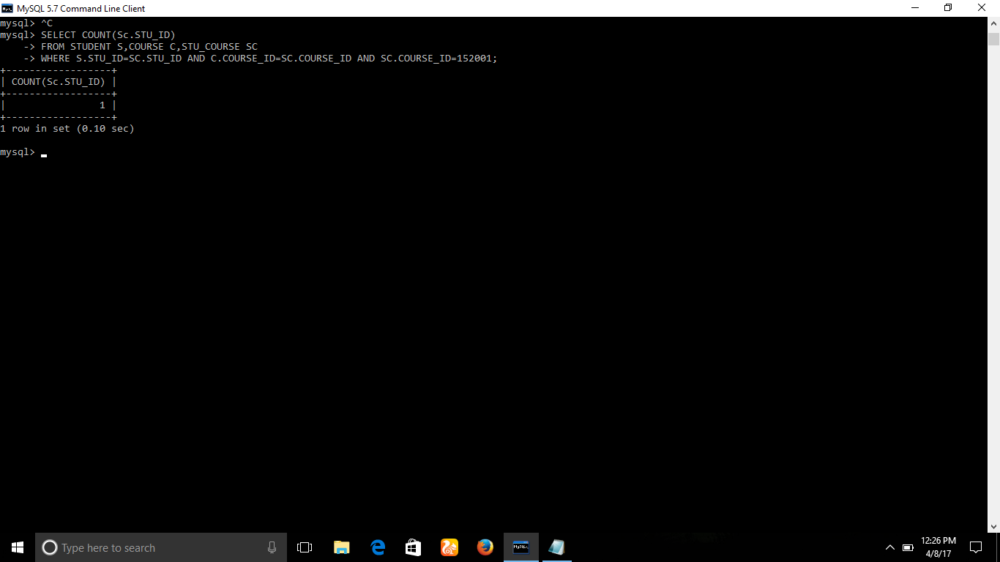 MySQL 5.7 Command Line Client
mysql> ^C
mysql> SELECT COUNT(Sc.STU_ID)
    -> FROM STUDENT S,COURSE C,STU_COURSE SC
    -> WHERE S.STU_ID=SC.STU_ID AND C.COURSE_ID=SC.COURSE_ID AND SC.COURSE_ID=152001;
+------------------+
| COUNT(Sc.STU_ID) |
+------------------+
|                1 |
+------------------+
1 row in set (0.10 sec)
mysql>
Type here to search
MySQL
12:26 PM
4/8/17